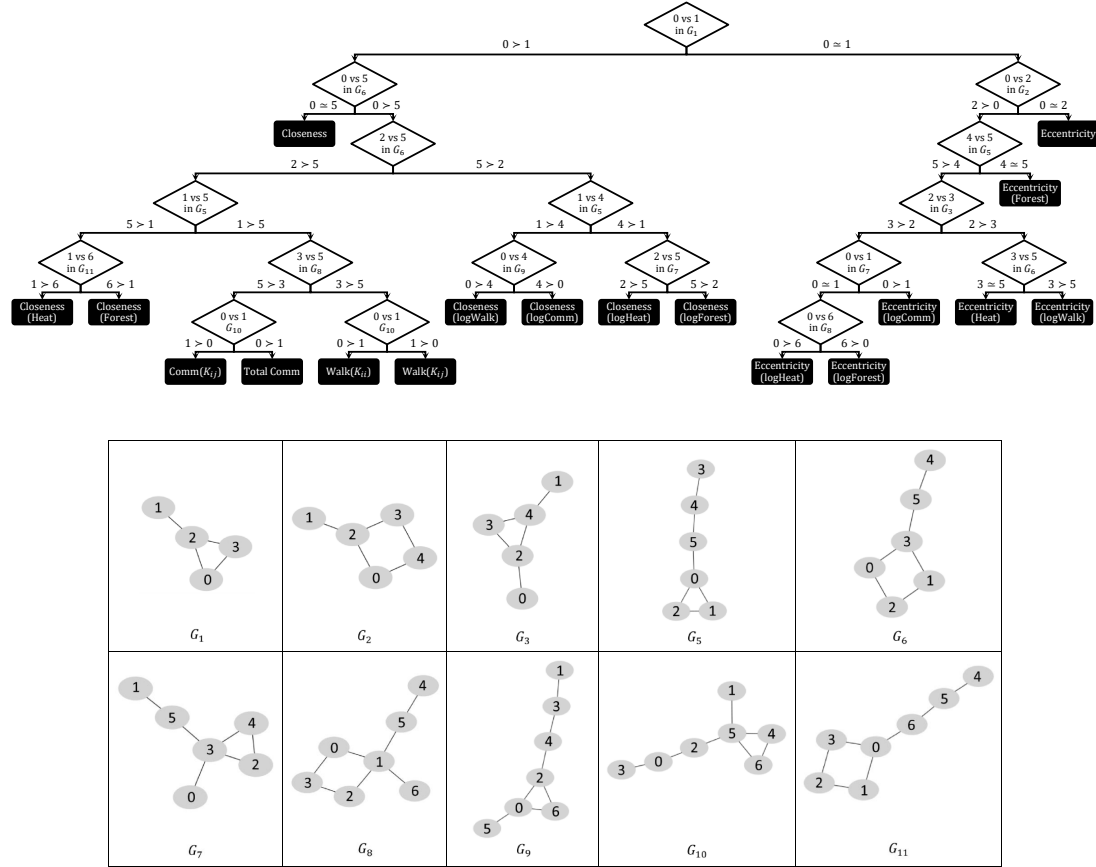 0 vs 1
in G₁
0 ≻ 1
0 ≃ 1
0 vs 5
in G₆
0 vs 2
in G₂
0 ≃ 5
0 ≻ 5
2 ≻ 0
0 ≃ 2
Closeness
2 vs 5
in G₆
4 vs 5
in G₅
Eccentricity
2 ≻ 5
5 ≻ 2
5 ≻ 4
4 ≃ 5
1 vs 5
in G₅
1 vs 4
in G₅
2 vs 3
in G₃
Eccentricity
(Forest)
5 ≻ 1
1 ≻ 5
1 ≻ 4
4 ≻ 1
3 ≻ 2
2 ≻ 3
1 vs 6
in G₁₁
3 vs 5
in G₈
0 vs 4
in G₉
2 vs 5
in G₇
0 vs 1
in G₇
3 vs 5
in G₆
1 ≻ 6
6 ≻ 1
5 ≻ 3
3 ≻ 5
0 ≻ 4
4 ≻ 0
2 ≻ 5
5 ≻ 2
0 ≃ 1
0 ≻ 1
3 ≃ 5
3 ≻ 5
Closeness
(Heat)
Closeness
(Forest)
0 vs 1
G₁₀
0 vs 1
G₁₀
Closeness
(logWalk)
Closeness
(logComm)
Closeness
(logHeat)
Closeness
(logForest)
0 vs 6
in G₈
Eccentricity
(logComm)
Eccentricity
(Heat)
Eccentricity
(logWalk)
1 ≻ 0
0 ≻ 1
0 ≻ 1
1 ≻ 0
0 ≻ 6
6 ≻ 0
Comm(Kᵢⱼ)
Total Comm
Walk(Kᵢᵢ)
Walk(Kᵢⱼ)
Eccentricity
(logHeat)
Eccentricity
(logForest)
1
2
3
0
G₁
1
2
3
4
0
G₂
1
4
3
2
0
G₃
3
4
5
0
2
1
G₅
4
5
3
0
1
2
G₆
1
5
4
3
2
0
G₇
4
5
0
1
3
2
6
G₈
1
3
4
2
0
6
5
G₉
1
5
4
2
0
3
6
G₁₀
4
5
6
3
0
2
1
G₁₁